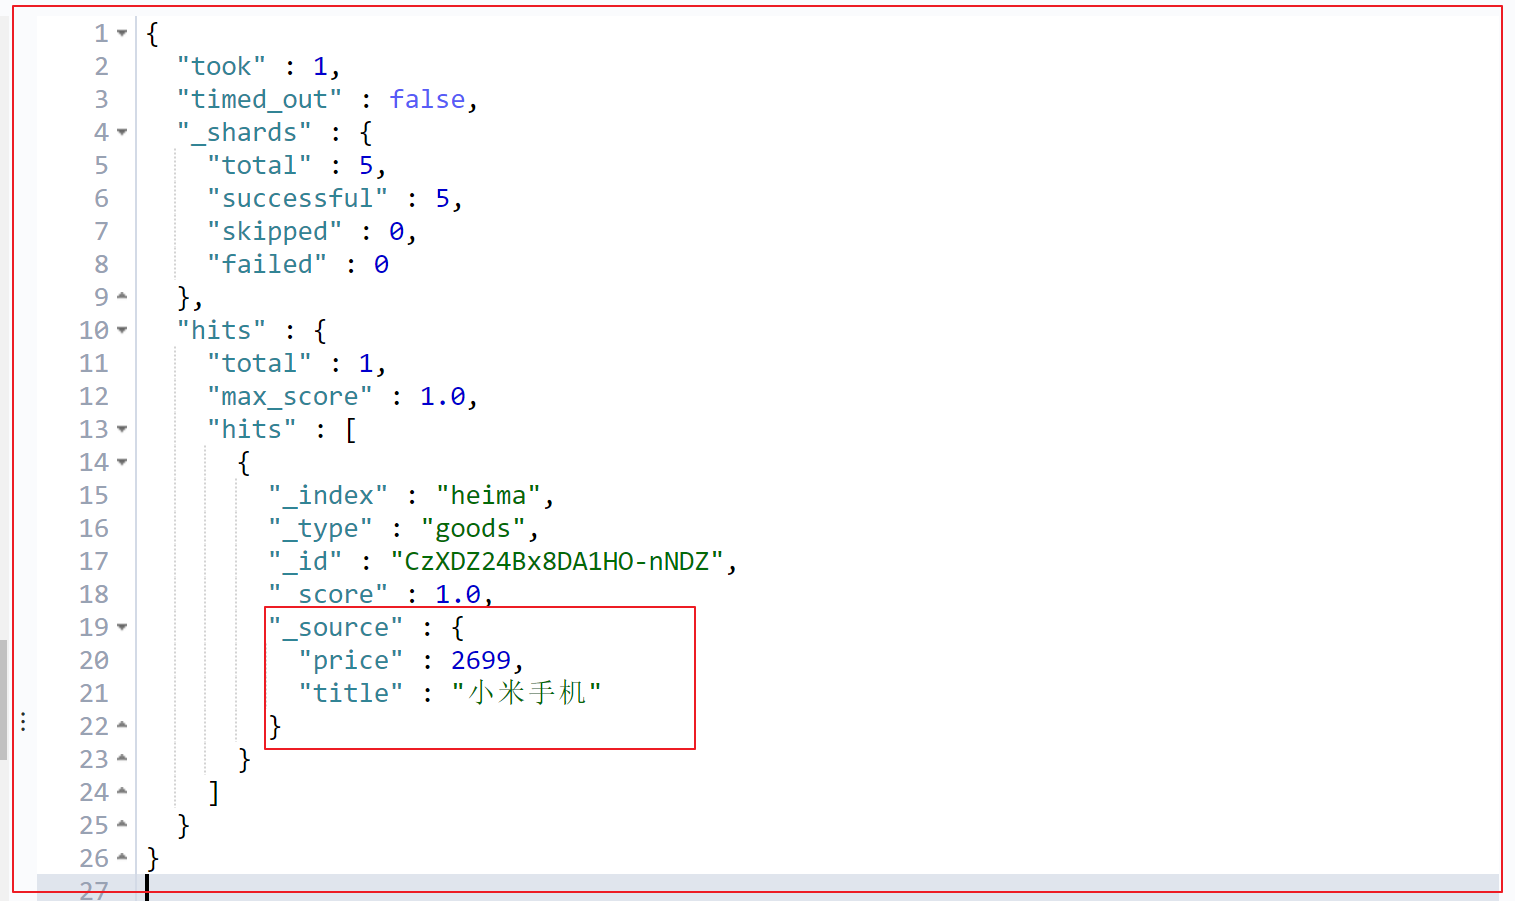 1 {
2 "took" : 1,
3 "timed_out" : false,
4 "_shards" : {
5 "total" : 5,
6 "successful" : 5,
7 "skipped" : 0,
8 "failed" : 0
9 },
10 "hits" : {
11 "total" : 1,
12 "max_score" : 1.0,
13 "hits" : [
14 {
15 "_index" : "heima",
16 "_type" : "goods",
17 "_id" : "CzXDZ24Bx8DA1HO-nNDZ",
18 "_score" : 1.0,
19 "_source" : {
20 "price" : 2699,
21 "title" : "小米手机"
22 }
23 }
24 ]
25 }
26 }
27